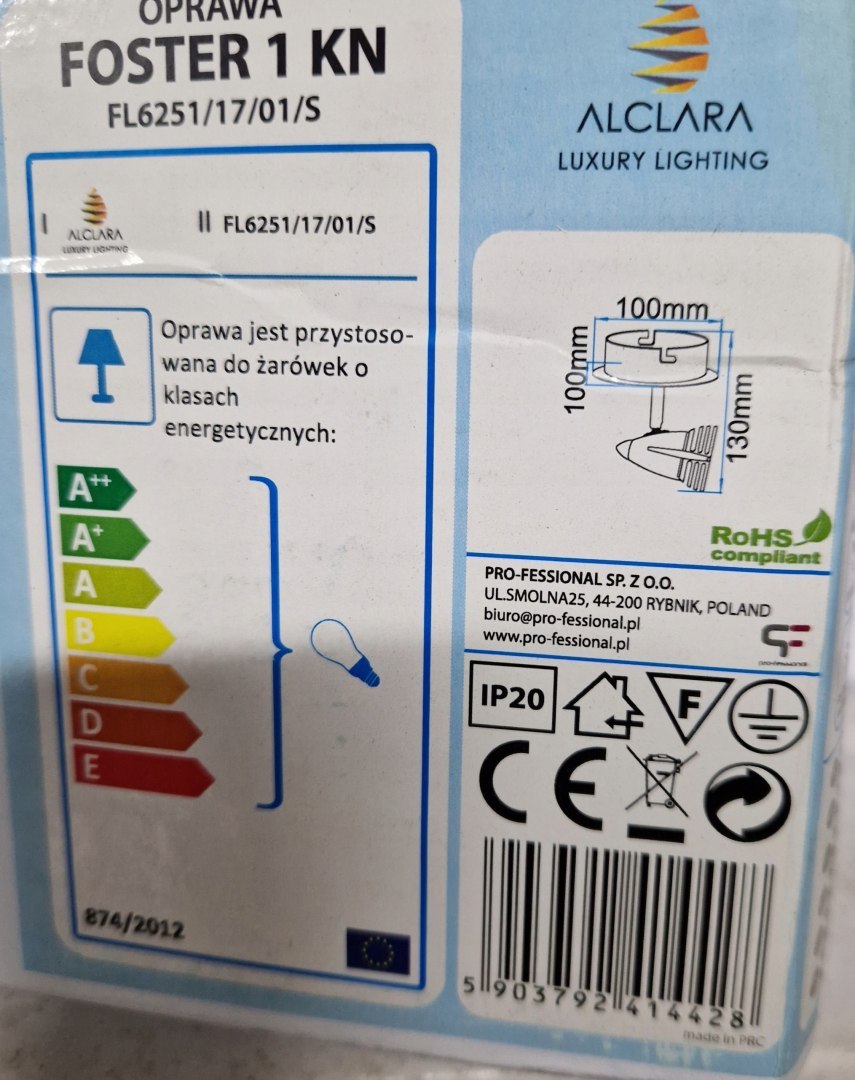 OPRAWA
FOSTER 1 KN
FL6251/17/01/S
I
ALCLARA
LUXURY LIGHTING
II FL6251/17/01/S
Oprawa jest przystoso-
wana do żarówek o
klasach
energetycznych:
A++
A+
A
B
C
D
E
874/2012
ALCLARA
LUXURY LIGHTING
100mm
100mm
130mm
RoHS
compliant
PRO-FESSIONAL SP. Z O.O.
UL.SMOLNA25, 44-200 RYBNIK, POLAND
biuro@pro-fessional.pl
www.pro-fessional.pl
IP20
F
CE
5 903792 414428
made in PRC